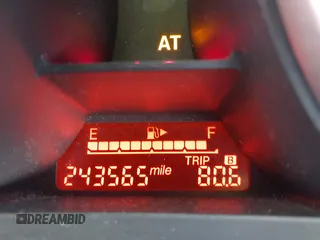 AT
E F
TRIP B
243565 mile 80.6
DREAMBID